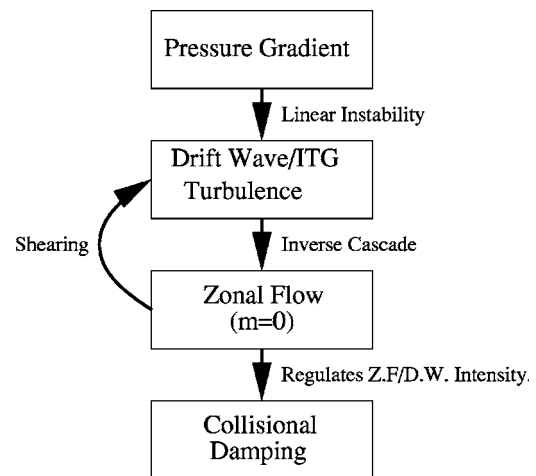 Pressure Gradient
Linear Instability
Drift Wave/ITG
Turbulence
Shearing
Inverse Cascade
Zonal Flow
(m=0)
Regulates Z.F/D.W. Intensity.
Collisional
Damping